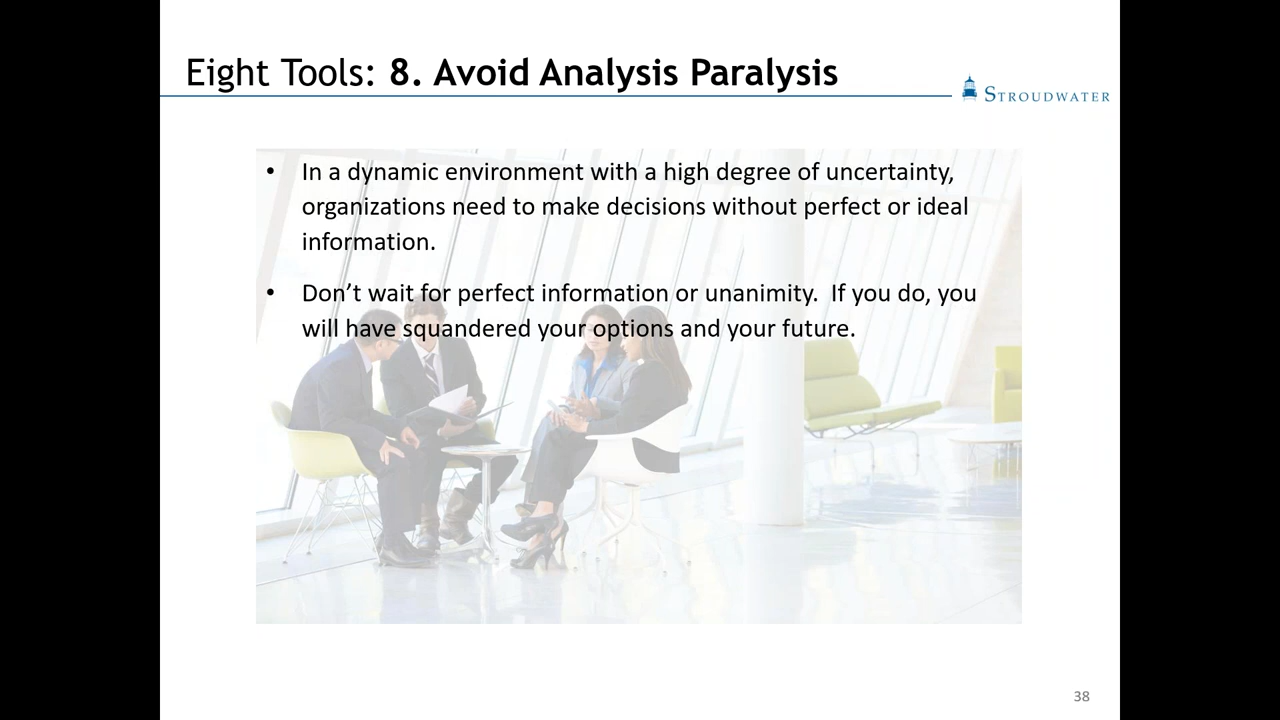 Eight Tools: 8. Avoid Analysis Paralysis
STROUDWATER
• In a dynamic environment with a high degree of uncertainty,
organizations need to make decisions without perfect or ideal
information.
• Don’t wait for perfect information or unanimity.  If you do, you
will have squandered your options and your future.
38